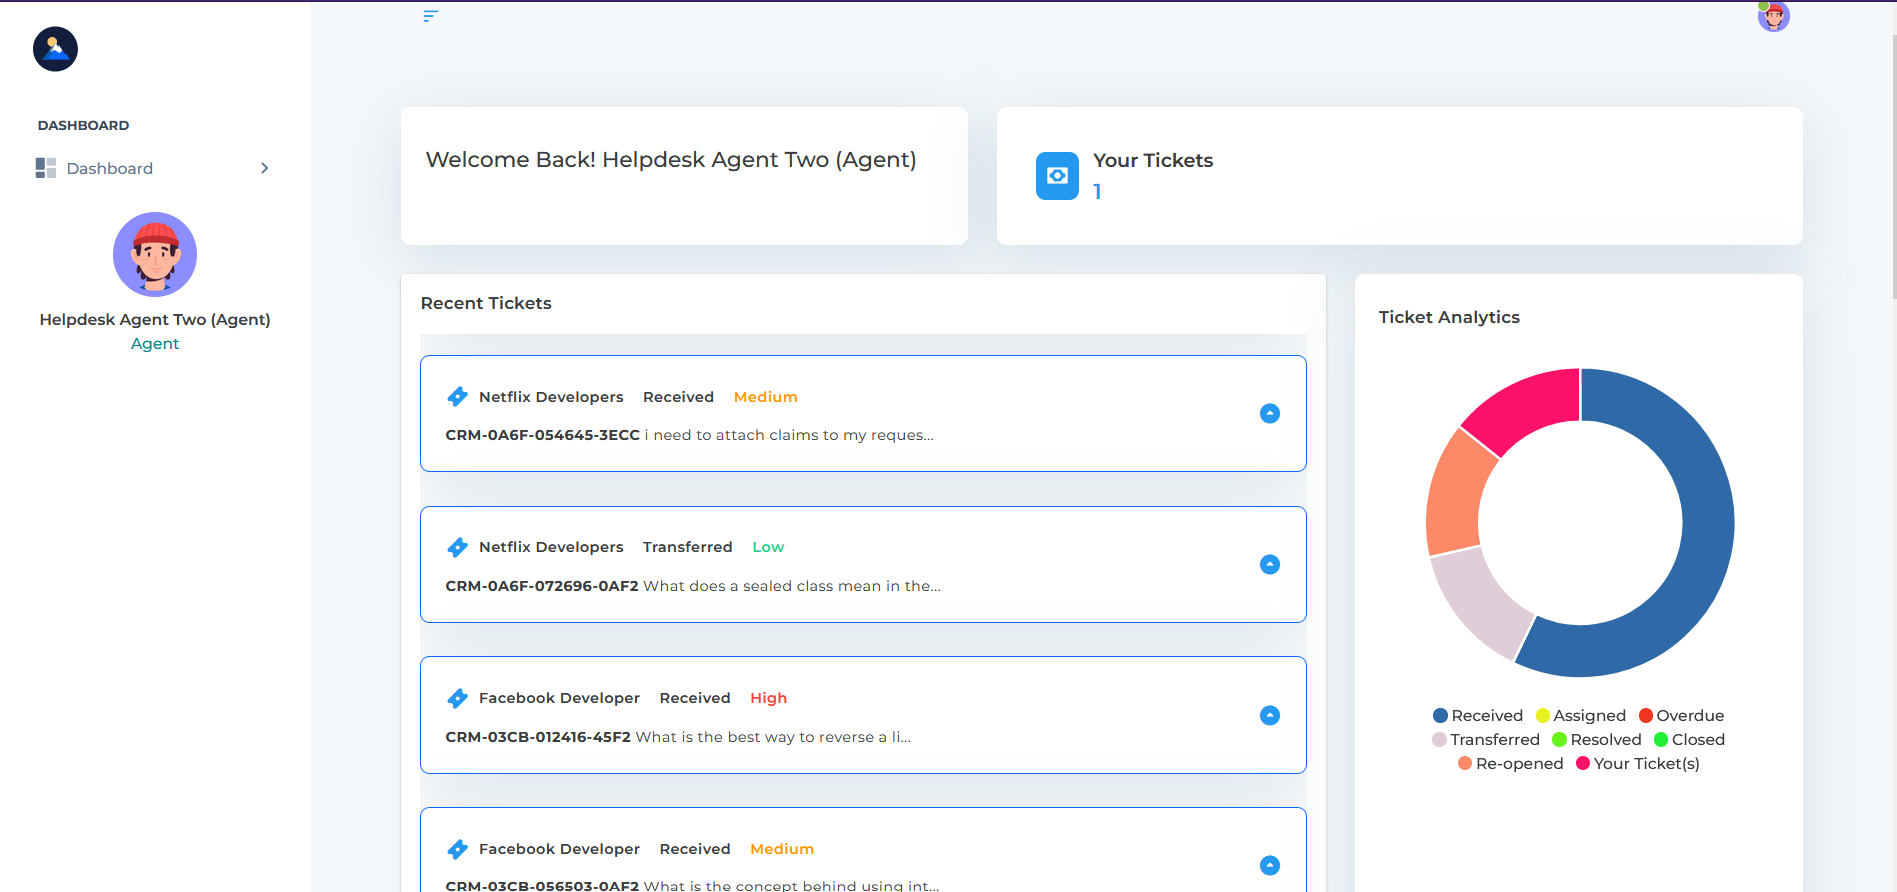 DASHBOARD
Dashboard
Helpdesk Agent Two (Agent)
Agent
Welcome Back! Helpdesk Agent Two (Agent)
Your Tickets
1
Recent Tickets
Netflix Developers Received Medium
CRM-0A6F-054645-3ECC i need to attach claims to my reques...
Netflix Developers Transferred Low
CRM-0A6F-072696-0AF2 What does a sealed class mean in the...
Facebook Developer Received High
CRM-03CB-012416-45F2 What is the best way to reverse a li...
Facebook Developer Received Medium
CRM-03CB-056503-0AF2 What is the concept behind using int...
Ticket Analytics
Received Assigned Overdue
Transferred Resolved Closed
Re-opened Your Ticket(s)